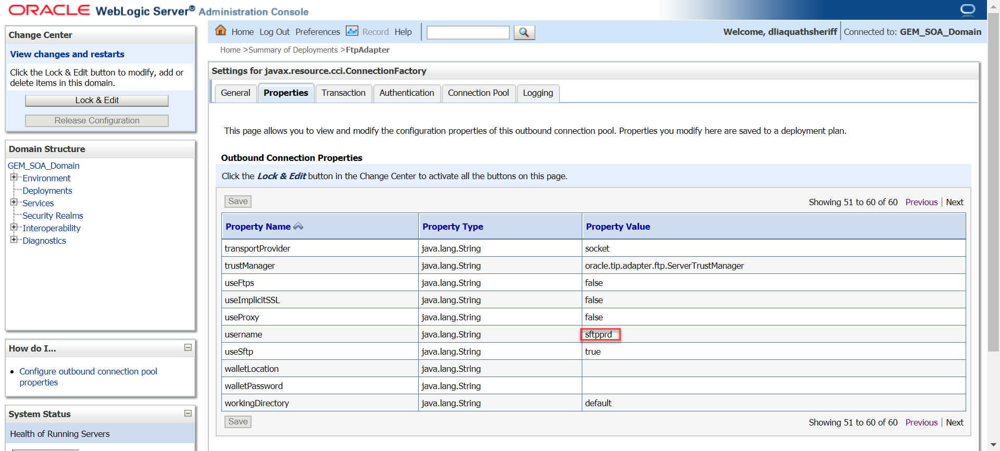 ORACLE WebLogic Server® Administration Console
Change Center
View changes and restarts
Click the Lock & Edit button to modify, add or
delete items in this domain.
Lock & Edit
Release Configuration
Domain Structure
GEM_SOA_Domain
Environment
Deployments
Services
Security Realms
Interoperability
Diagnostics
How do I...
Configure outbound connection pool
properties
System Status
Health of Running Servers
Home Log Out Preferences Record Help
Welcome, dliaquathsheriff Connected to: GEM_SOA_Domain
Home >Summary of Deployments >FtpAdapter
Settings for javax.resource.cci.ConnectionFactory
General Properties Transaction Authentication Connection Pool Logging
This page allows you to view and modify the configuration properties of this outbound connection pool. Properties you modify here are saved to a deployment plan.
Outbound Connection Properties
Click the Lock & Edit button in the Change Center to activate all the buttons on this page.
Save Showing 51 to 60 of 60 Previous | Next
Property Name Property Type Property Value
transportProvider java.lang.String socket
trustManager java.lang.String oracle.tip.adapter.ftp.ServerTrustManager
useFtps java.lang.String false
useImplicitSSL java.lang.String false
useProxy java.lang.String false
username java.lang.String sftpprd
useSftp java.lang.String true
walletLocation java.lang.String
walletPassword java.lang.String
workingDirectory java.lang.String default
Save Showing 51 to 60 of 60 Previous | Next